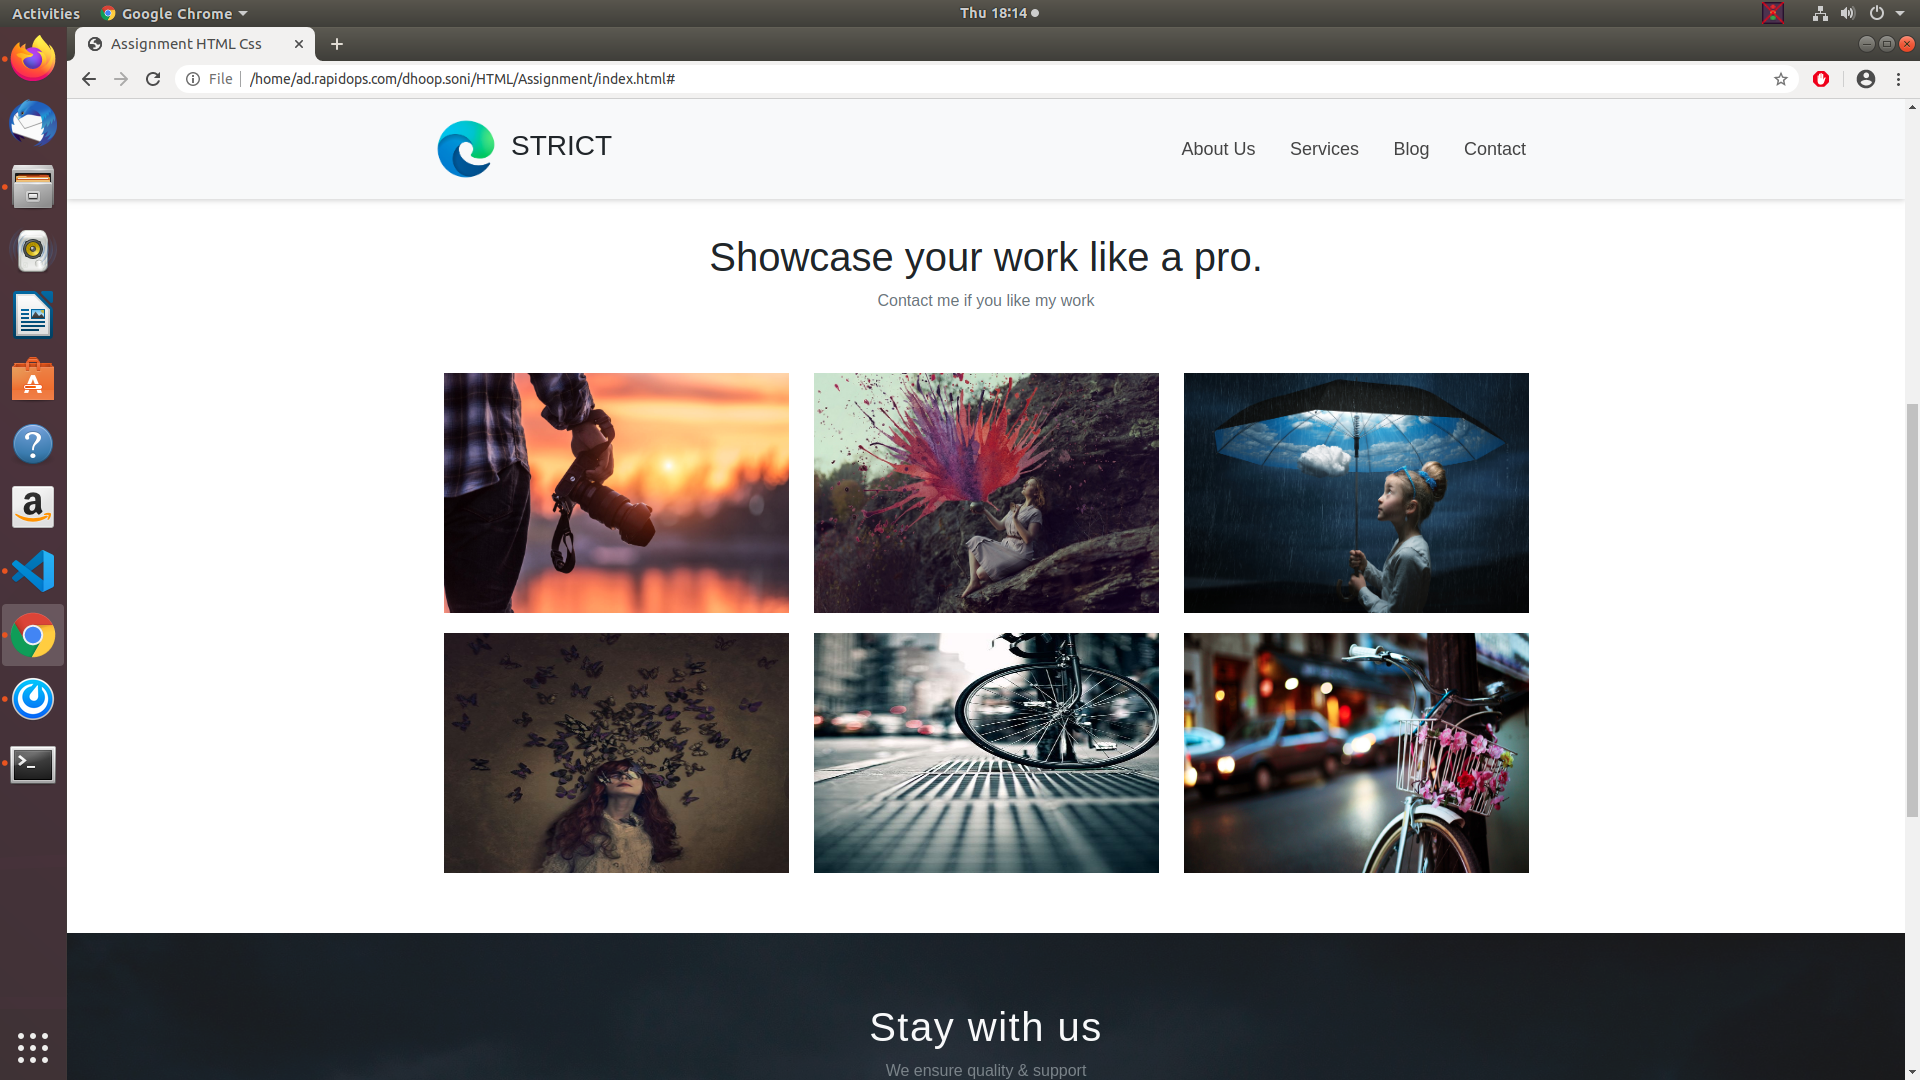 Activities
Google Chrome
Thu 18:14
Assignment HTML Css
File
/home/ad.rapidops.com/dhoop.soni/HTML/Assignment/index.html#
STRICT
About Us
Services
Blog
Contact
Showcase your work like a pro.
Contact me if you like my work
Stay with us
We ensure quality & support